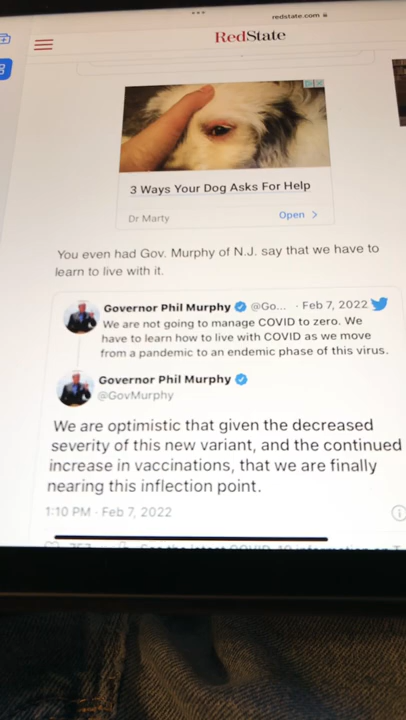 redstate.com
RedState
3 Ways Your Dog Asks For Help
Dr Marty
Open >
You even had Gov. Murphy of N.J. say that we have to
learn to live with it.
Governor Phil Murphy @Go... · Feb 7, 2022
We are not going to manage COVID to zero. We
have to learn how to live with COVID as we move
from a pandemic to an endemic phase of this virus.
Governor Phil Murphy
@GovMurphy
We are optimistic that given the decreased
severity of this new variant, and the continued
increase in vaccinations, that we are finally
nearing this inflection point.
1:10 PM · Feb 7, 2022